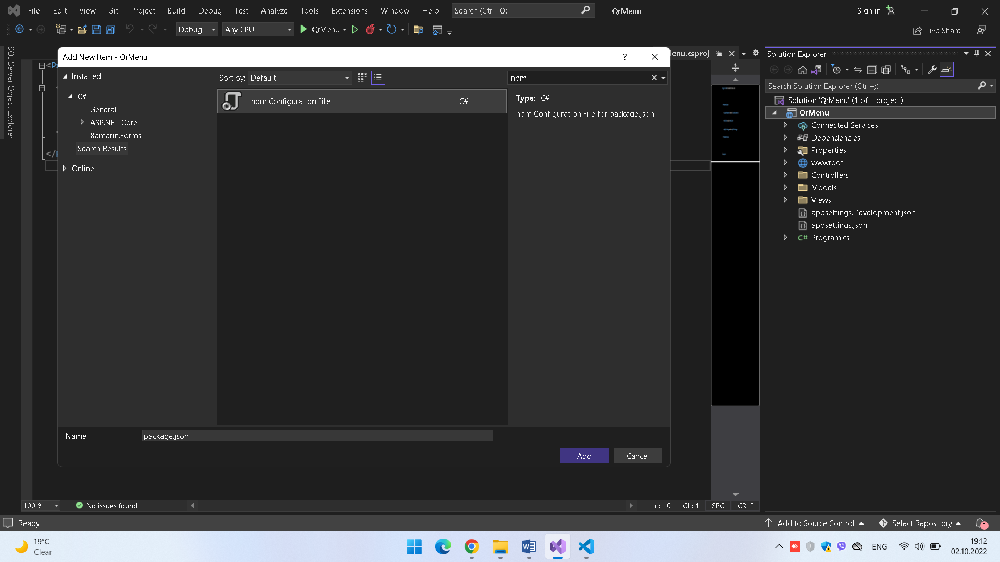 File Edit View Git Project Build Debug Test Analyze Tools Extensions Window Help Search (Ctrl+Q) QrMenu Sign in
Debug Any CPU QrMenu Live Share
SQL Server Object Explorer
Add New Item - QrMenu ?
Installed
C#
General
ASP.NET Core
Xamarin.Forms
Search Results
Online
Sort by: Default
npm
npm Configuration File C#
Type: C#
npm Configuration File for package.json
Name: package.json
Add Cancel
enu.csproj
Solution Explorer
Search Solution Explorer (Ctrl+;)
Solution 'QrMenu' (1 of 1 project)
QrMenu
Connected Services
Dependencies
Properties
wwwroot
Controllers
Models
Views
appsettings.Development.json
appsettings.json
C# Program.cs
100 % No issues found Ln: 10 Ch: 1 SPC CRLF
Ready Add to Source Control Select Repository 2
19°C
Clear
ENG
19:12
02.10.2022